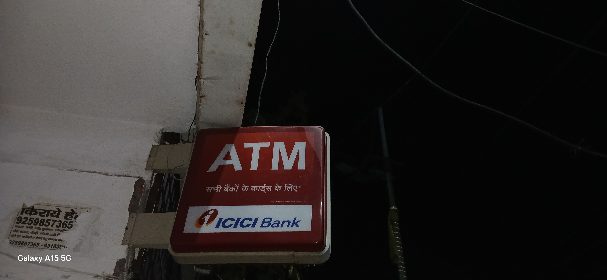 ATM
सभी बैंकों के कार्ड्स के लिए*
ICICI Bank
किराये हेतु
9259857365
Galaxy A15 5G